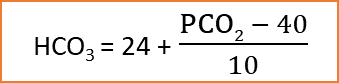 HCO₃ = 24 + PCO₂ − 40
10